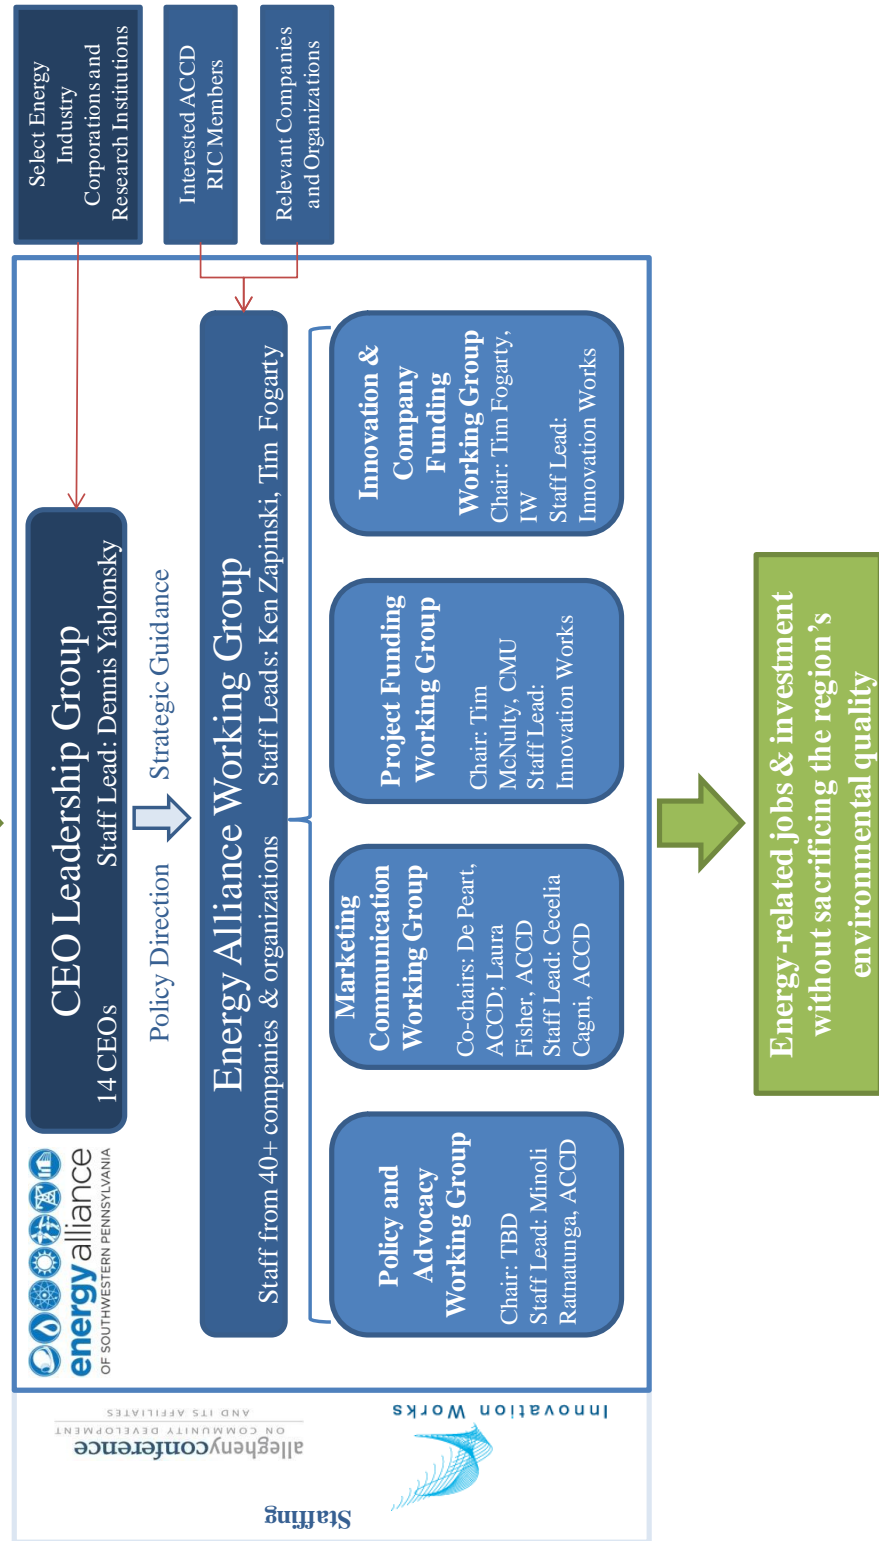 Staffing
alleghenyconference
ON COMMUNITY DEVELOPMENT
AND ITS AFFILIATES
Innovation Works
energyalliance
OF SOUTHWESTERN PENNSYLVANIA
CEO Leadership Group
14 CEOs
Staff Lead: Dennis Yablonsky
Policy Direction
Strategic Guidance
Energy Alliance Working Group
Staff from 40+ companies & organizations
Staff Leads: Ken Zapinski, Tim Fogarty
Policy and
Advocacy
Working Group
Chair: TBD
Staff Lead: Minoli
Ratnatunga, ACCD
Marketing
Communication
Working Group
Co-chairs: De Peart,
ACCD; Laura
Fisher, ACCD
Staff Lead: Cecelia
Cagni, ACCD
Project Funding
Working Group
Chair: Tim
McNulty, CMU
Staff Lead:
Innovation Works
Innovation &
Company
Funding
Working Group
Chair: Tim Fogarty,
IW
Staff Lead:
Innovation Works
Select Energy
Industry
Corporations and
Research Institutions
Interested ACCD
RIC Members
Relevant Companies
and Organizations
Energy-related jobs & investment
without sacrificing the region's
environmental quality